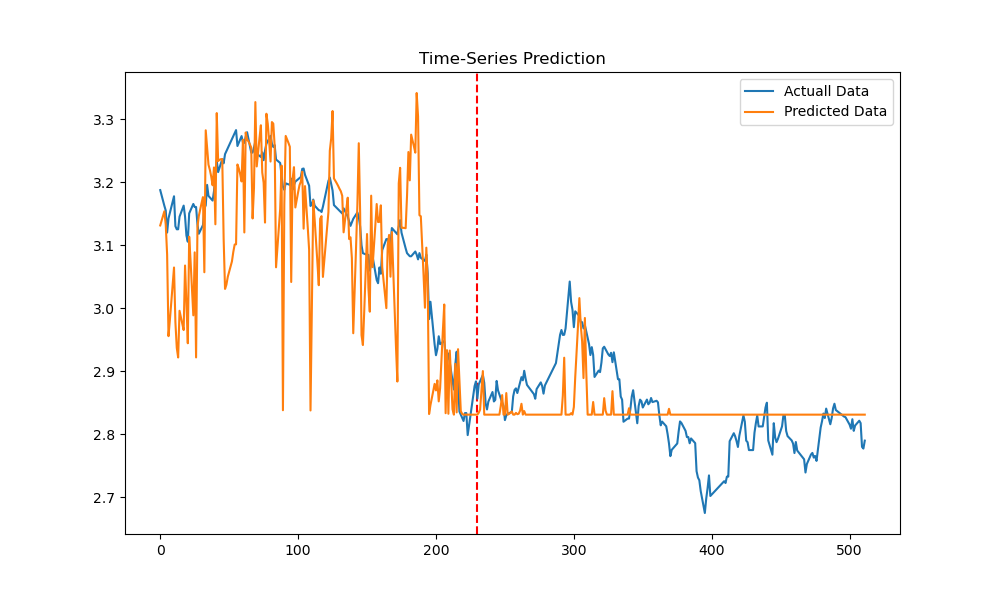 Time-Series Prediction
Actuall Data
Predicted Data
3.3
3.2
3.1
3.0
2.9
2.8
2.7
0 100 200 300 400 500